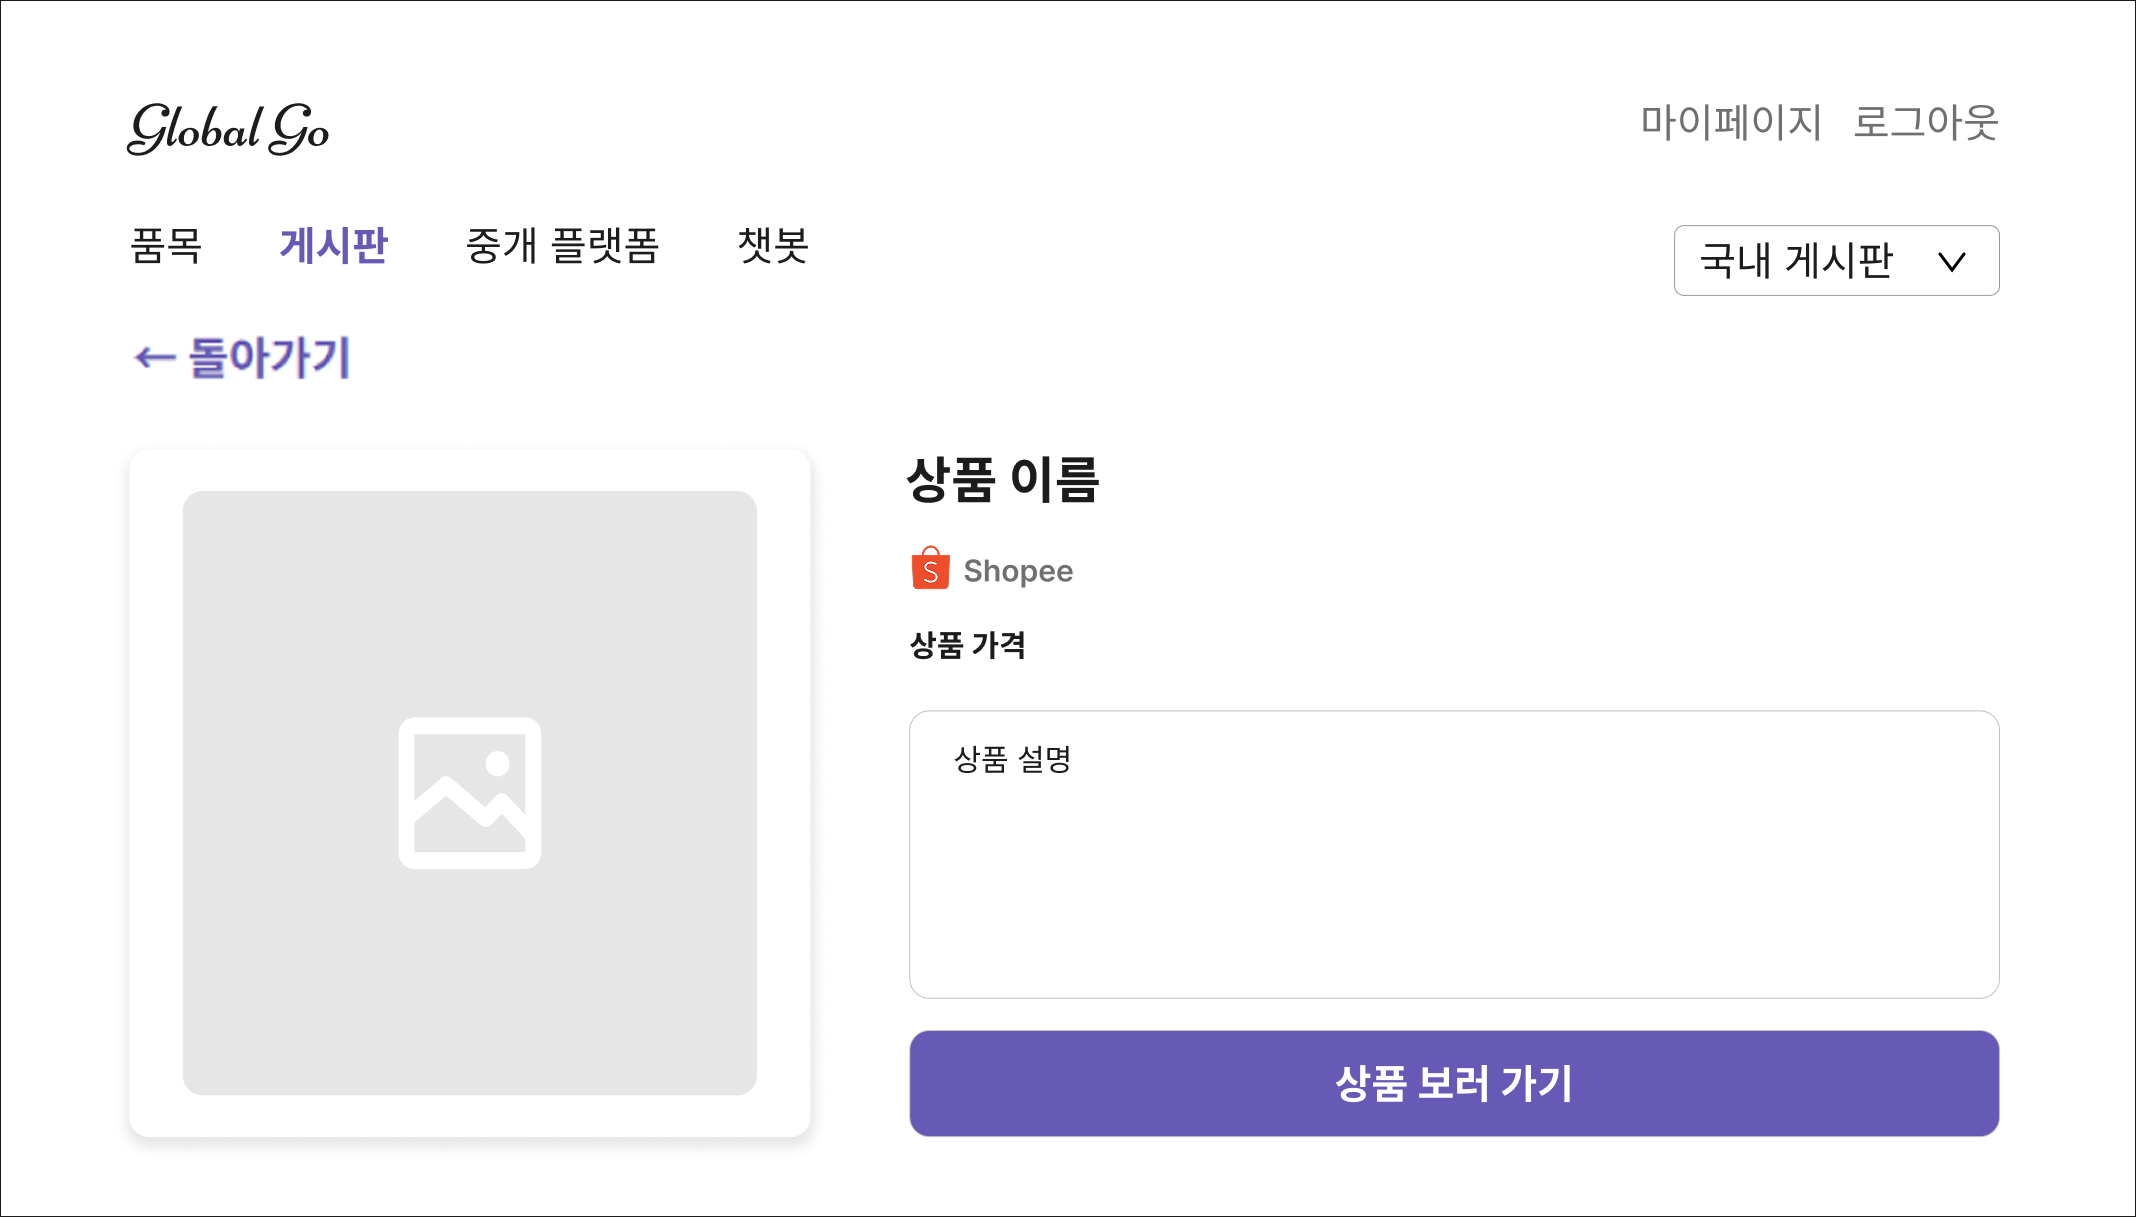 Global Go
마이페이지 로그아웃
품목 게시판 중개 플랫폼 챗봇
국내 게시판
← 돌아가기
상품 이름
Shopee
상품 가격
상품 설명
상품 보러 가기